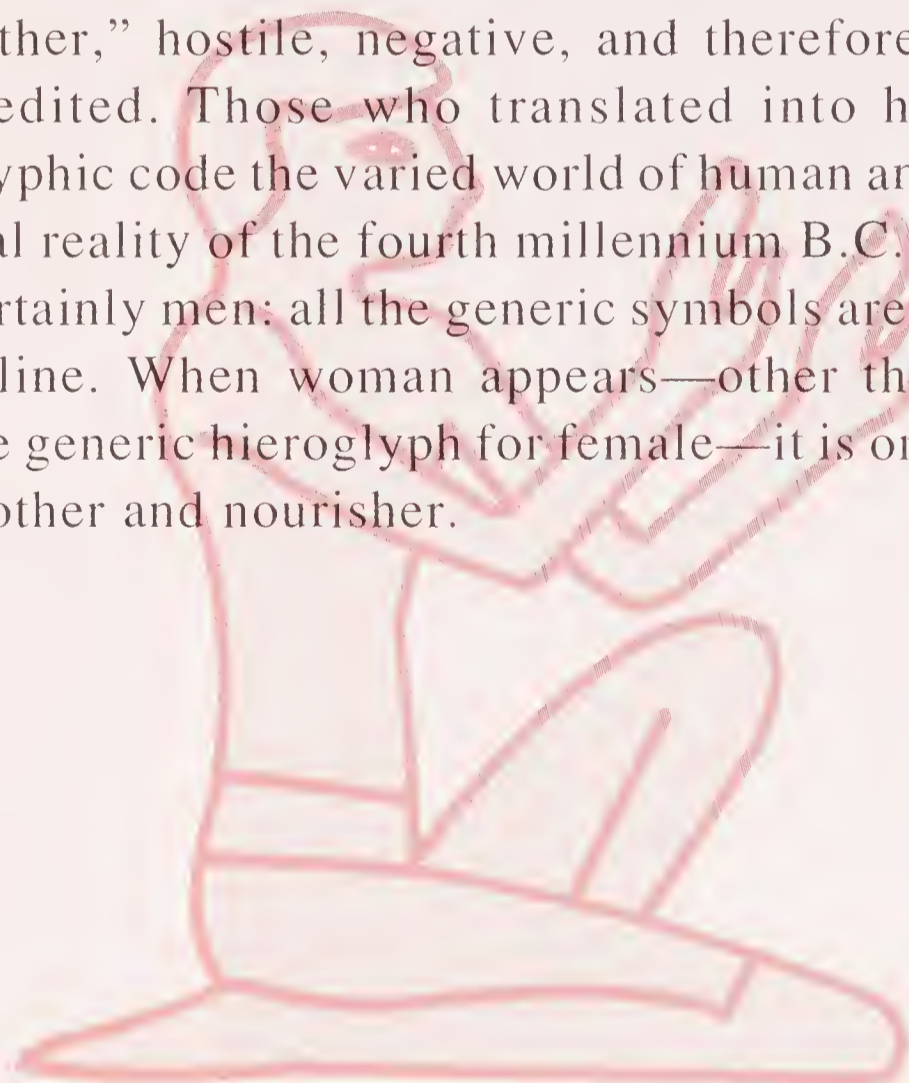 ther,” hostile, negative, and therefore
edited. Those who translated into h
yphic code the varied world of human an
al reality of the fourth millennium B.C.
rtainly men: all the generic symbols are
line. When woman appears—other th
e generic hieroglyph for female—it is on
other and nourisher.